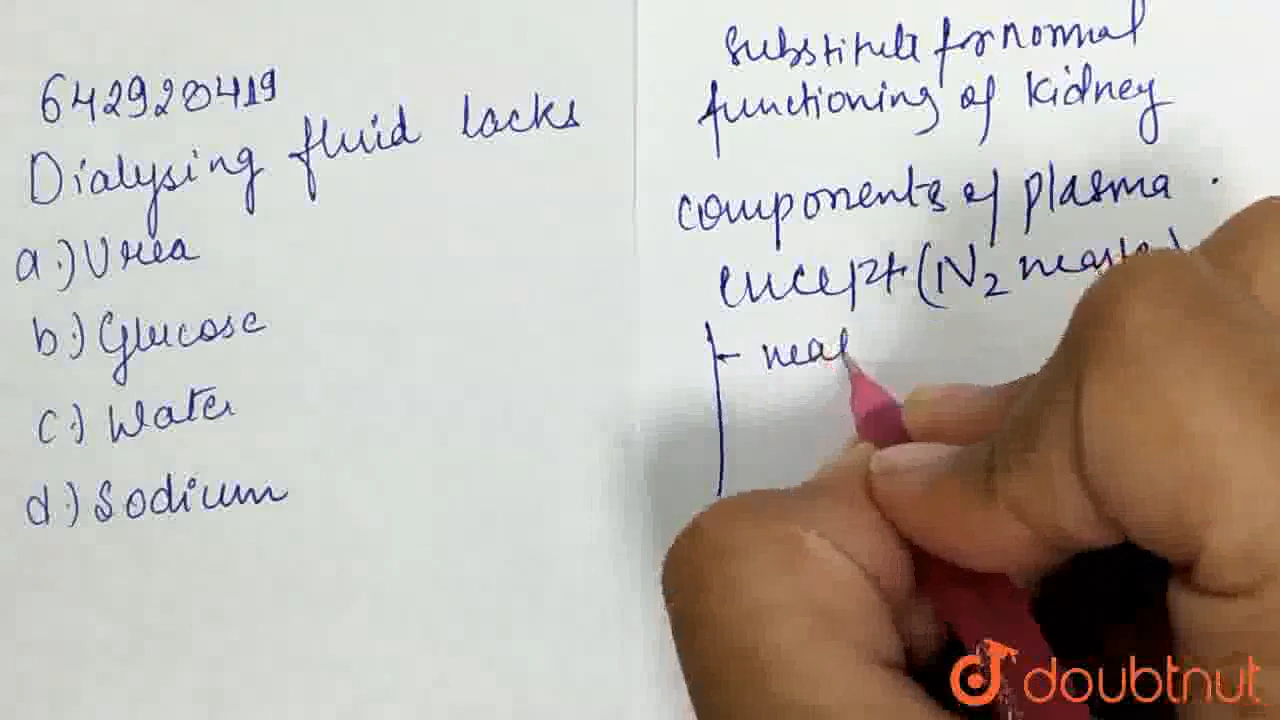 642920419
Dialysing fluid lacks
a.) Urea
b.) Glucose
c.) Water
d.) Sodium
Substitute for normal
functioning of kidney
components of plasma.
except (N2
doubtnut